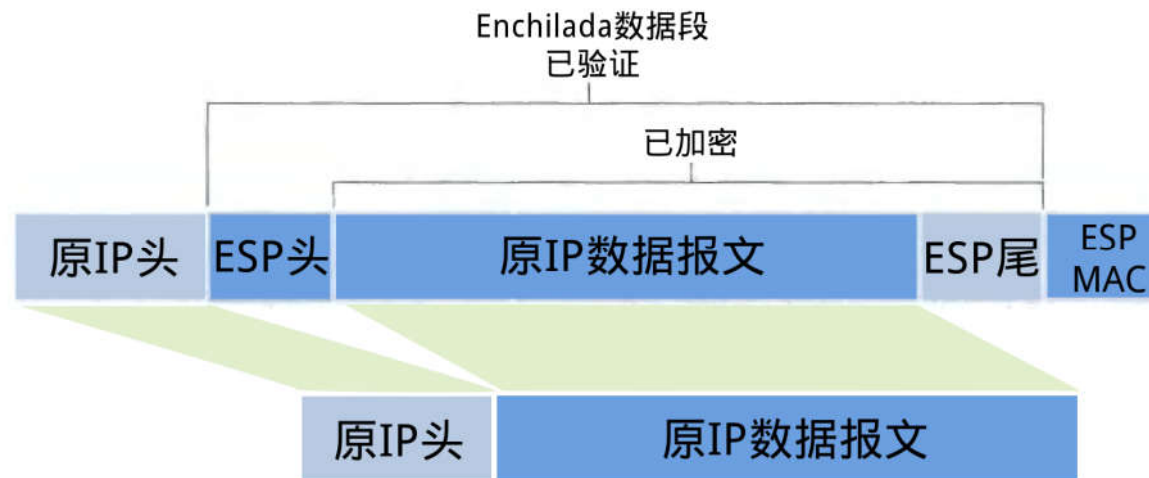 Enchilada数据段
已验证
已加密
原IP头
ESP头
原IP数据报文
ESP尾
ESP
MAC
原IP头
原IP数据报文